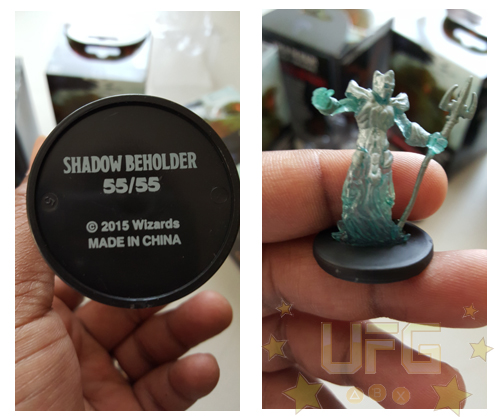 SHADOW BEHOLDER
55/55
© 2015 Wizards
MADE IN CHINA
UFG
A B X